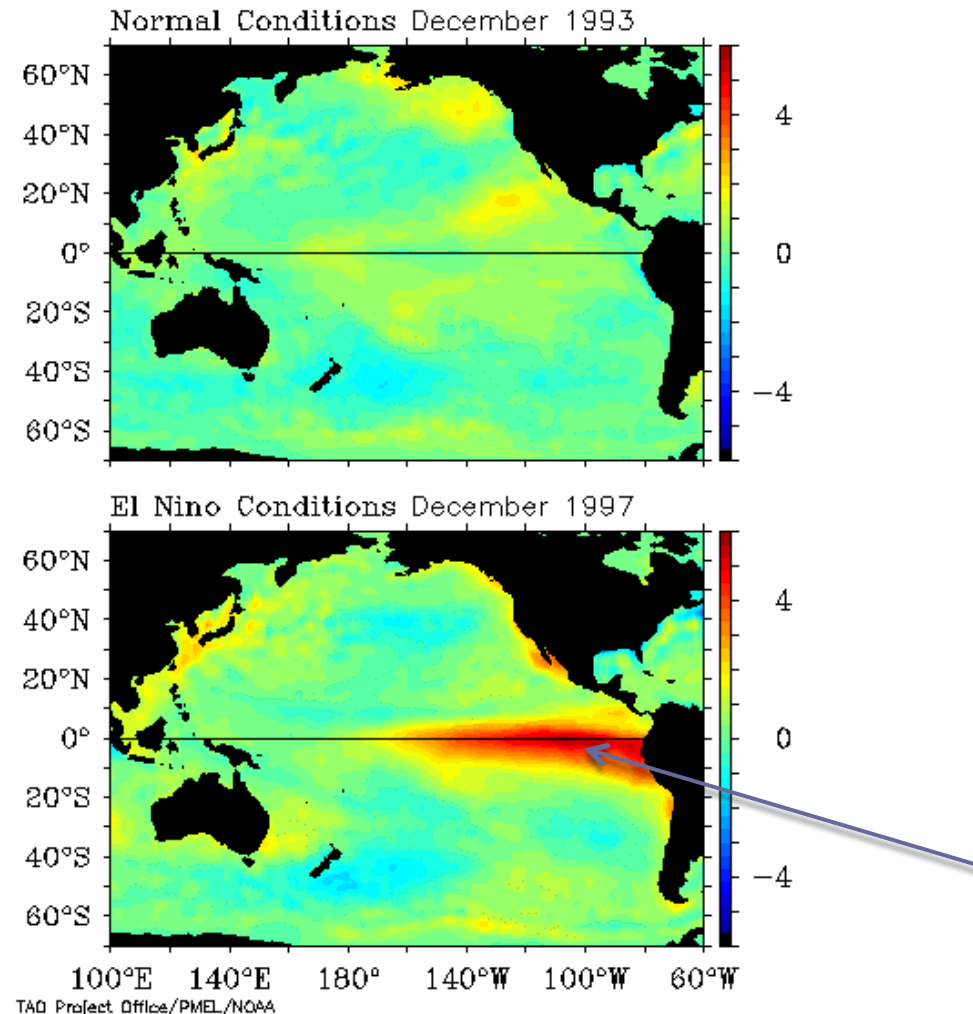 Normal Conditions December 1993
60°N
40°N
20°N
0°
20°S
40°S
60°S
4
0
−4
El Nino Conditions December 1997
60°N
40°N
20°N
0°
20°S
40°S
60°S
4
0
−4
100°E 140°E 180° 140°W 100°W 60°W
TAO Project Office/PMEL/NOAA